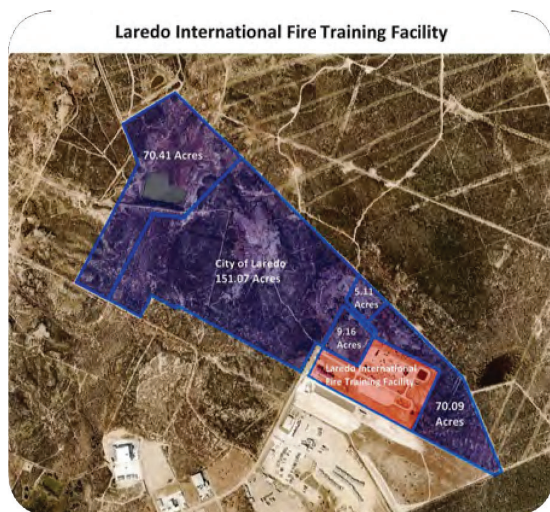 Laredo International Fire Training Facility
70.41 Acres
City of Laredo
151.07 Acres
5.11
Acres
9.16
Acres
Laredo International
Fire Training Facility
70.09
Acres